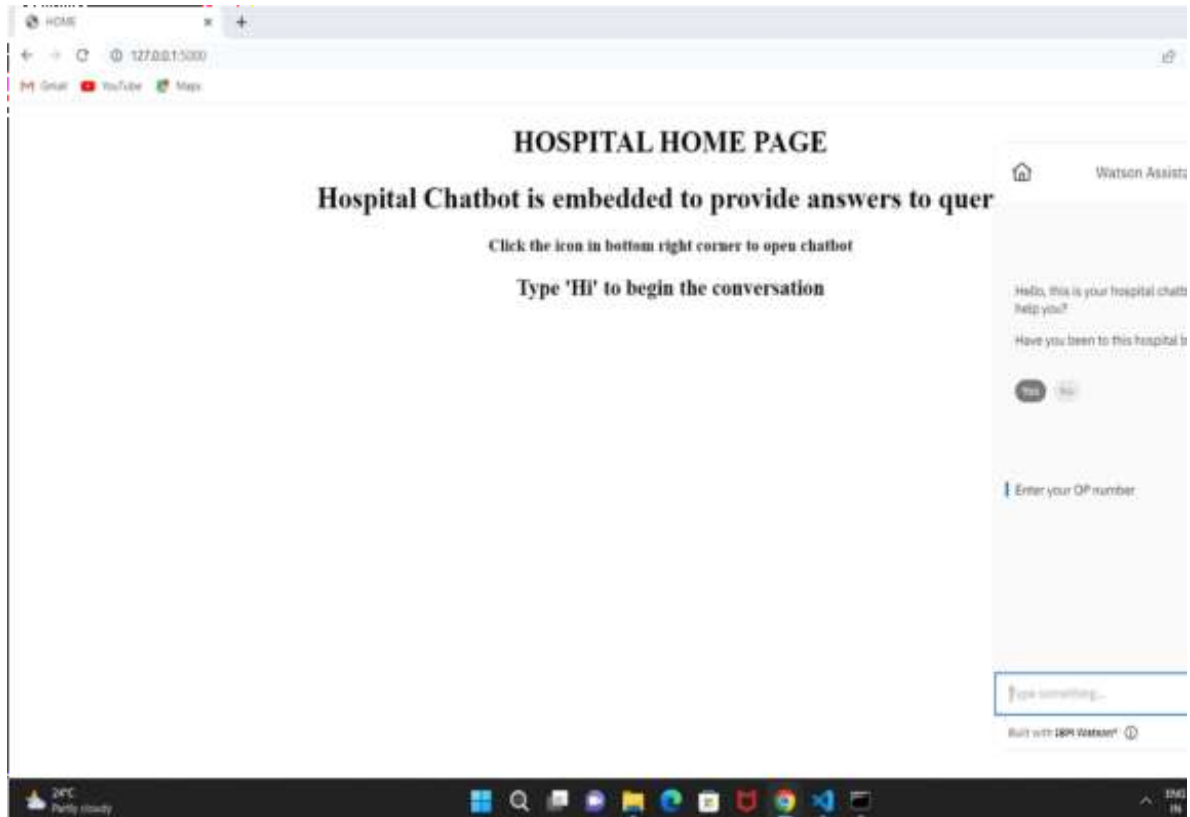 HOME
127.0.0.1:5000
Gmail YouTube Maps
HOSPITAL HOME PAGE
Hospital Chatbot is embedded to provide answers to quer
Click the icon in bottom right corner to open chatbot
Type 'Hi' to begin the conversation
Watson Assista
Hello, this is your hospital chatb
help you?
Have you been to this hospital b
Yes No
Enter your OP number
Type something...
Built with IBM Watson®
24°C
Partly cloudy
ENG
IN